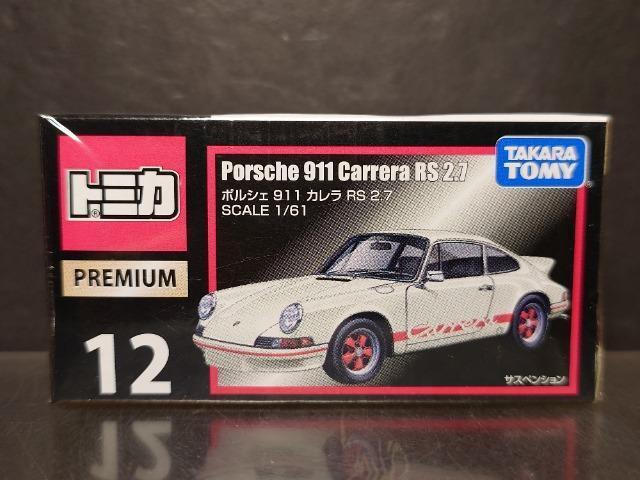 トミカ
PREMIUM
12
Porsche 911 Carrera RS 2.7
ポルシェ 911 カレラ RS 2.7
SCALE 1/61
TAKARA
TOMY
Carrera
サスペンション